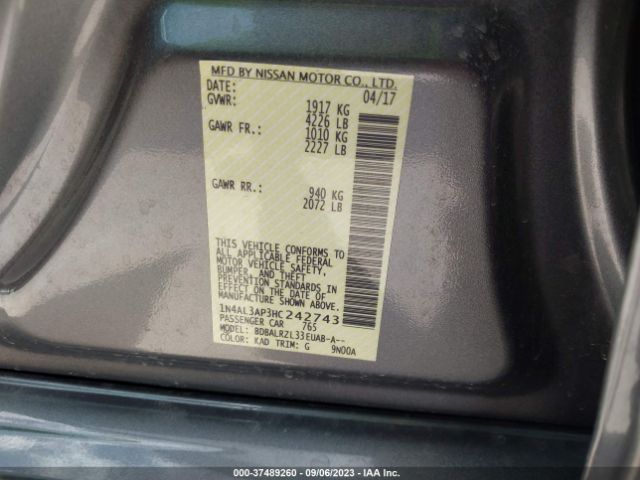 MFD BY NISSAN MOTOR CO., LTD.
DATE: 04/17
GVWR: 1917 KG
4226 LB
GAWR FR.: 1010 KG
2227 LB
GAWR RR.: 940 KG
2072 LB
THIS VEHICLE CONFORMS TO
ALL APPLICABLE FEDERAL
MOTOR VEHICLE SAFETY,
BUMPER, AND THEFT
PREVENTION STANDARDS IN
EFFECT ON THE DATE OF
MANUFACTURE SHOWN ABOVE.
1N4AL3AP3HC242743
PASSENGER CAR 765
MODEL: BDBALRZL33EUAB-A--
COLOR: KAD TRIM: G 9N00A
000-37489260 - 09/06/2023 - IAA Inc.